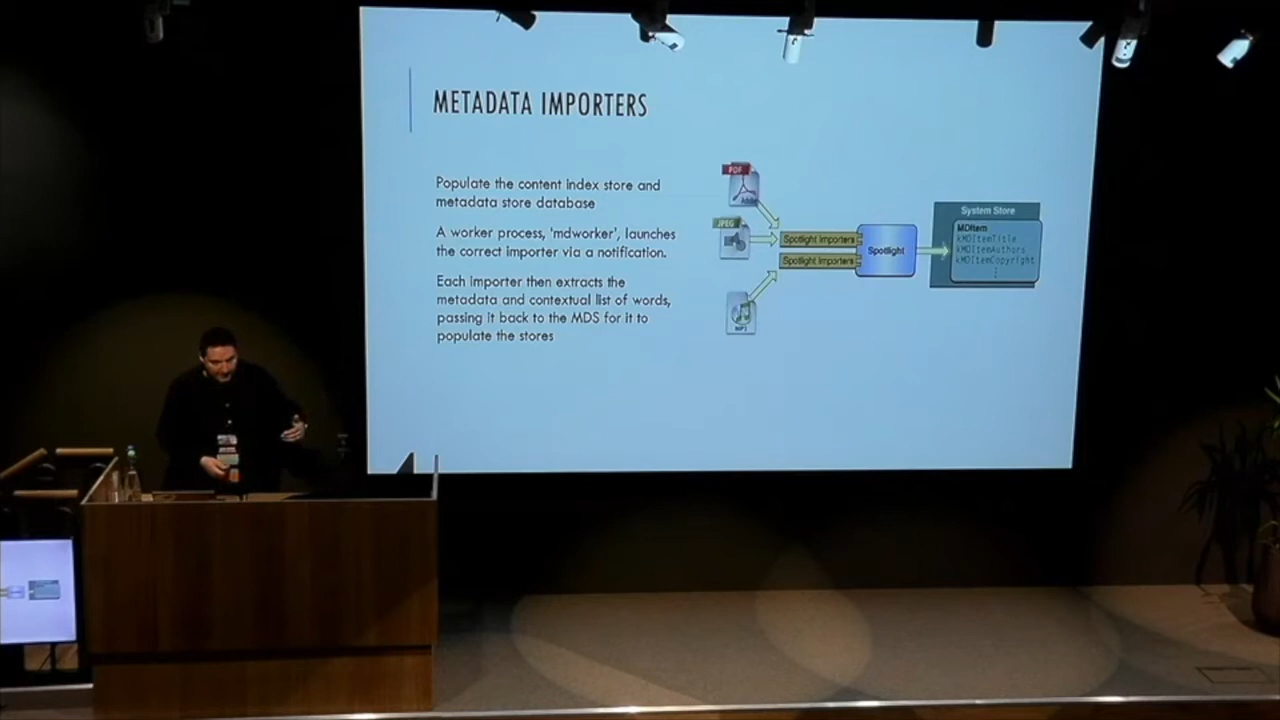 METADATA IMPORTERS
Populate the content index store and
metadata store database
A worker process, 'mdworker', launches
the correct importer via a notification.
Each importer then extracts the
metadata and contextual list of words,
passing it back to the MDS for it to
populate the stores
PDF
Adobe
JPEG
MP3
Spotlight Importers
Spotlight Importers
Spotlight
System Store
MDItem
kMDItemTitle
kMDItemAuthors
kMDItemCopyright